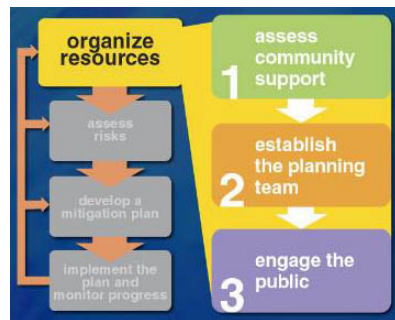 organize
resources
assess
risks
develop a
mitigation plan
implement the
plan and
monitor progress
assess
community
1 support
establish
the planning
2 team
engage the
3 public